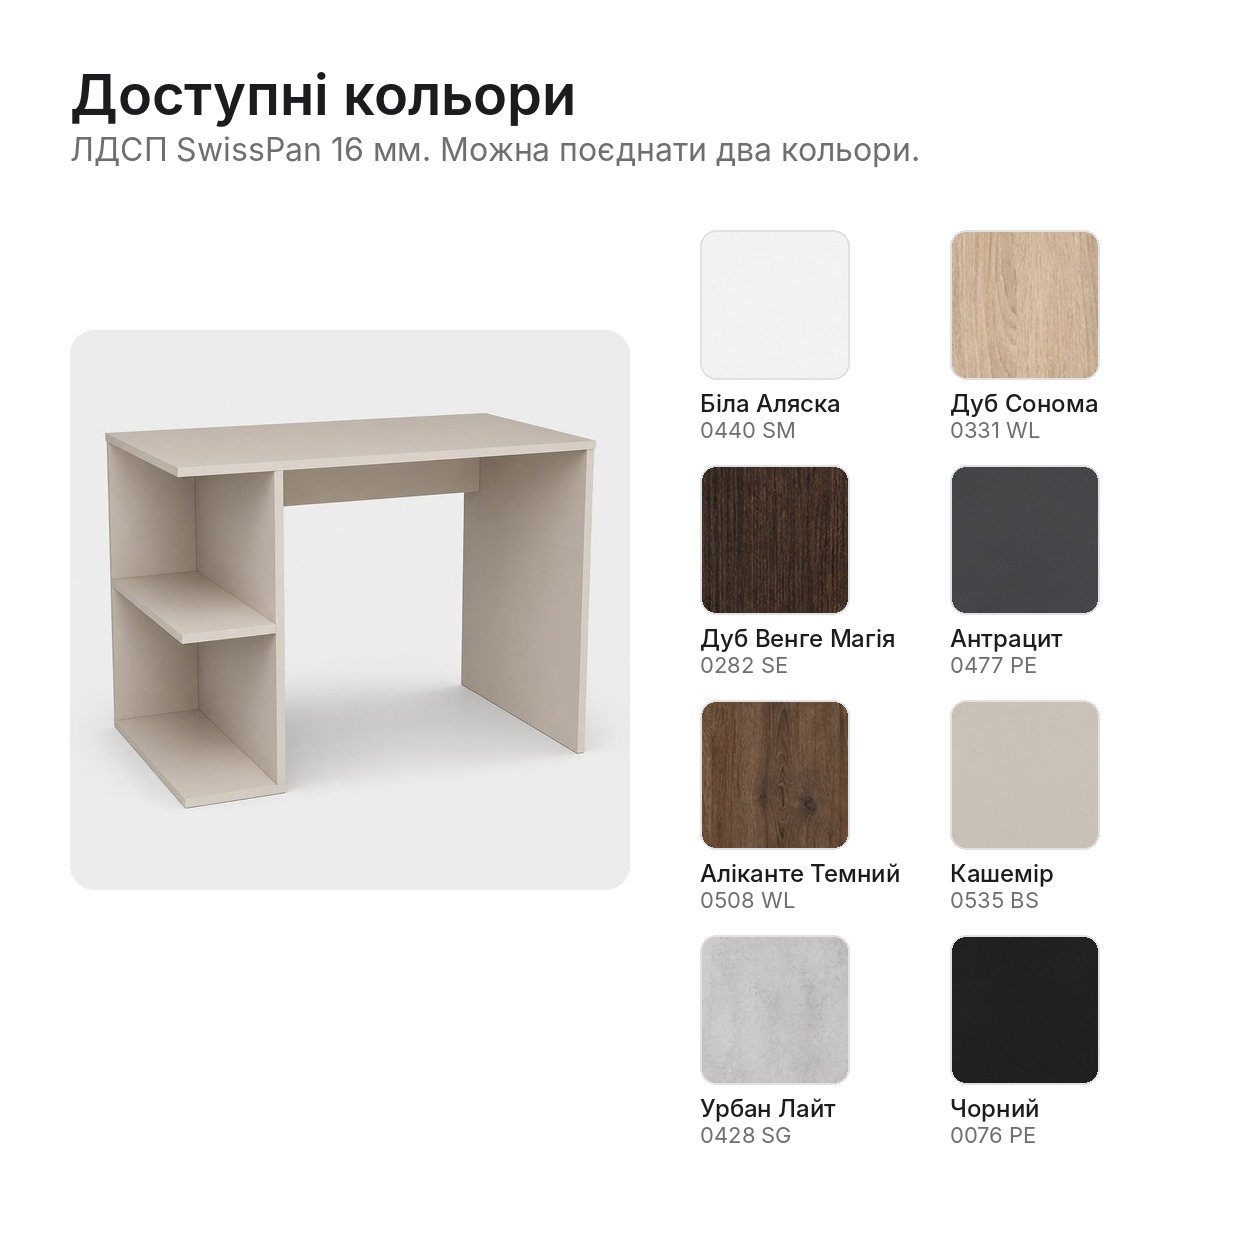 Доступні кольори
ЛДСП SwissPan 16 мм. Можна поєднати два кольори.
Біла Аляска
0440 SM
Дуб Сонома
0331 WL
Дуб Венге Магія
0282 SE
Антрацит
0477 PE
Аліканте Темний
0508 WL
Кашемір
0535 BS
Урбан Лайт
0428 SG
Чорний
0076 PE